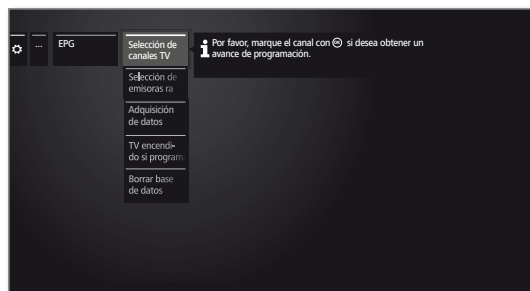 ...
EPG
Selección de
canales TV
Por favor, marque el canal con OK si desea obtener un
avance de programación.
Selección de
emisoras ra
Adquisición
de datos
TV encendi-
do si program
Borrar base
de datos